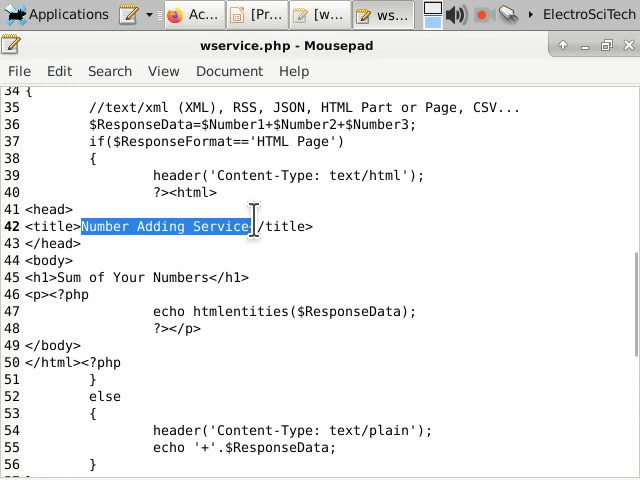 Applications
Ac...
[Pr...
[w...
ws...
ElectroSciTech
wservice.php - Mousepad
File Edit Search View Document Help
34 {
35 //text/xml (XML), RSS, JSON, HTML Part or Page, CSV...
36 $ResponseData=$Number1+$Number2+$Number3;
37 if($ResponseFormat=='HTML Page')
38 {
39 header('Content-Type: text/html');
40 ?><html>
41 <head>
42 <title>Number Adding Service</title>
43 </head>
44 <body>
45 <h1>Sum of Your Numbers</h1>
46 <p><?php
47 echo htmlentities($ResponseData);
48 ?></p>
49 </body>
50 </html><?php
51 }
52 else
53 {
54 header('Content-Type: text/plain');
55 echo '+'.$ResponseData;
56 }